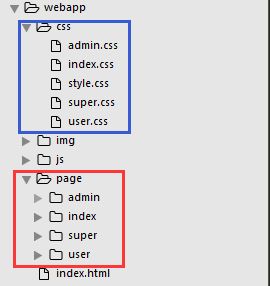 webapp
css
admin.css
index.css
style.css
super.css
user.css
img
js
page
admin
index
super
user
index.html